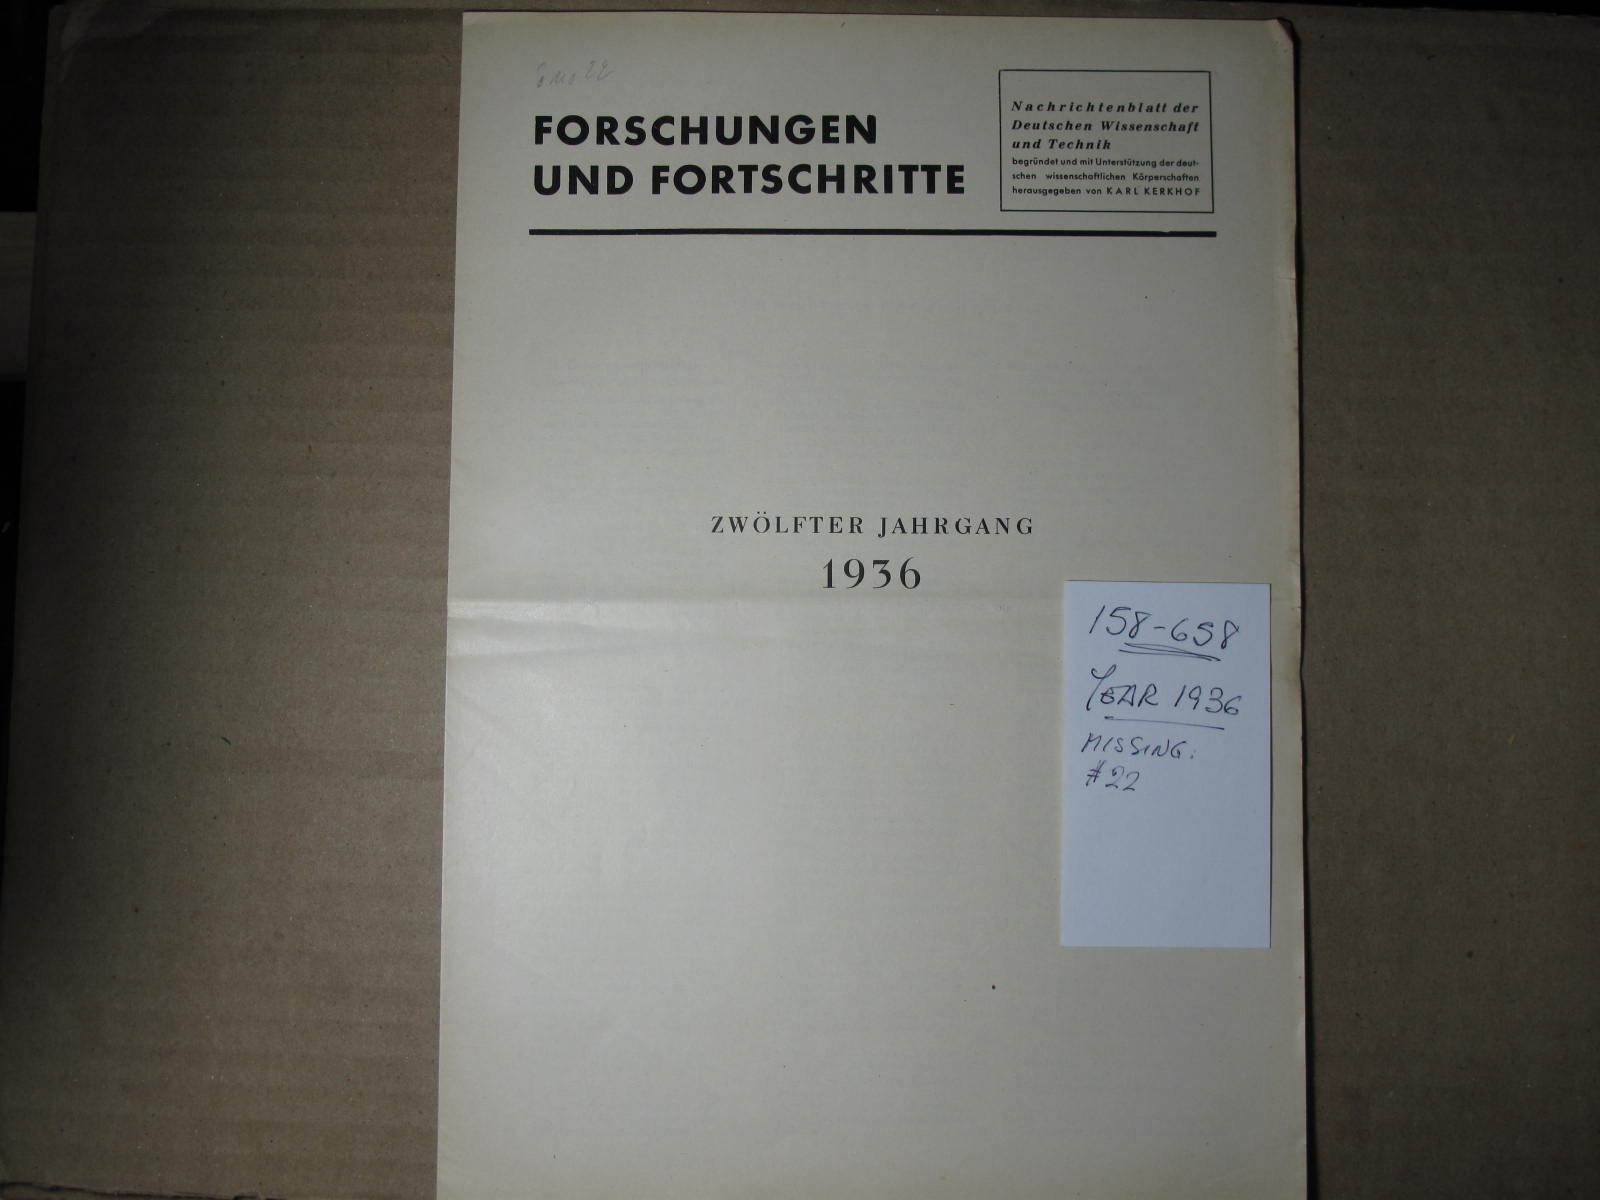 FORSCHUNGEN
UND FORTSCHRITTE
Nachrichtenblatt der
Deutschen Wissenschaft
und Technik
begründet und mit Unterstützung der deut-
schen wissenschaftlichen Körperschaften
herausgegeben von KARL KERKHOF
ZWÖLFTER JAHRGANG
1936
158-658
YEAR 1936
MISSING:
#22